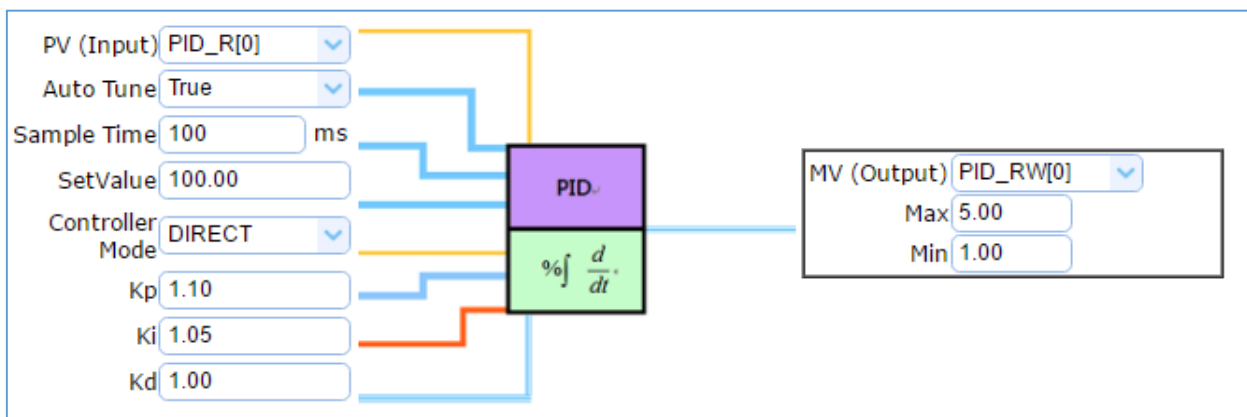 PV (Input) PID_R[0]
Auto Tune True
Sample Time 100 ms
SetValue 100.00
Controller
Mode DIRECT
Kp 1.10
Ki 1.05
Kd 1.00
PID
%∫ d/dt
MV (Output) PID_RW[0]
Max 5.00
Min 1.00